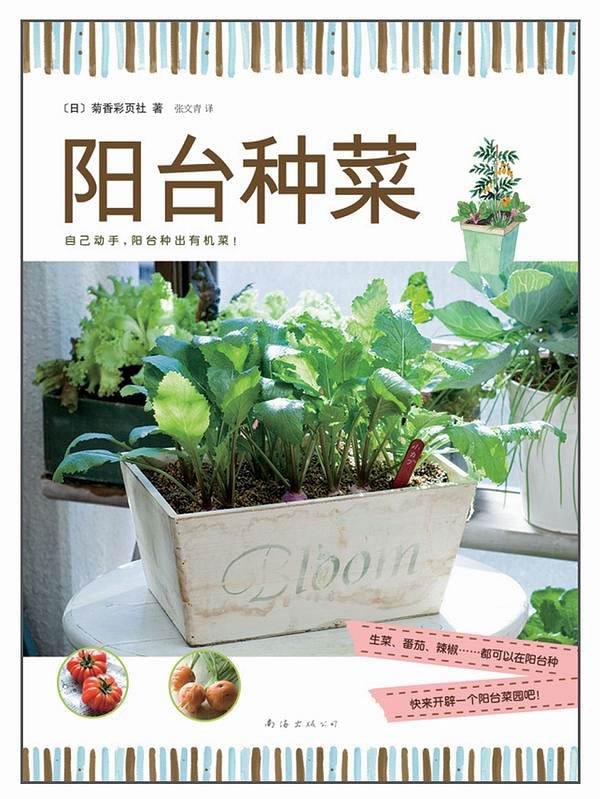 〔日〕菊香彩页社 著 张文青 译
阳台种菜
自己动手，阳台种出有机菜！
Bloom
生菜、番茄、辣椒……都可以在阳台种
快来开辟一个阳台菜园吧！
南海出版公司